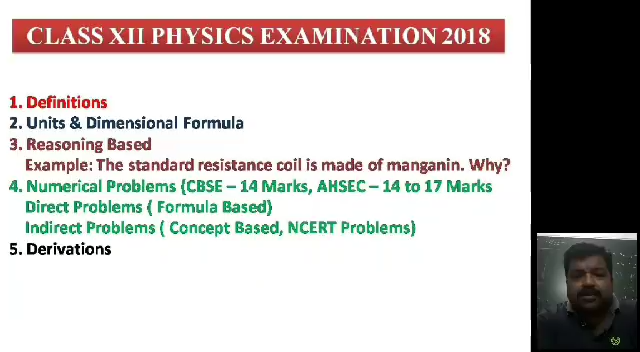 CLASS XII PHYSICS EXAMINATION 2018
1. Definitions
2. Units & Dimensional Formula
3. Reasoning Based
Example: The standard resistance coil is made of manganin. Why?
4. Numerical Problems (CBSE – 14 Marks, AHSEC – 14 to 17 Marks
Direct Problems ( Formula Based)
Indirect Problems ( Concept Based, NCERT Problems)
5. Derivations